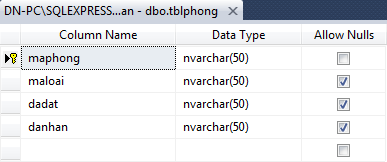 DN-PC\SQLEXPRESS...an - dbo.tblphong
Column Name Data Type Allow Nulls
maphong nvarchar(50)
maloai nvarchar(50)
dadat nvarchar(50)
danhan nvarchar(50)